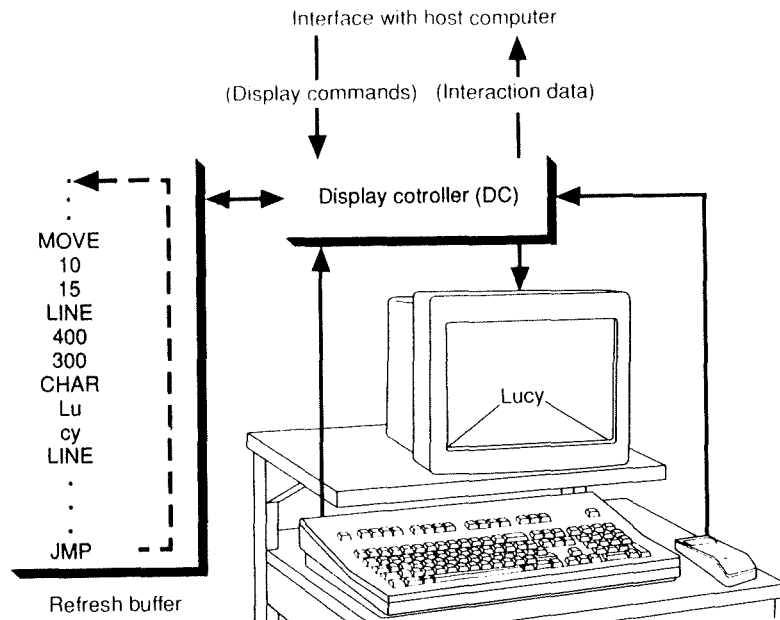 Interface with host computer
(Display commands) (Interaction data)
Display cotroller (DC)
MOVE
10
15
LINE
400
300
CHAR
Lu
cy
LINE
JMP
Refresh buffer
Lucy